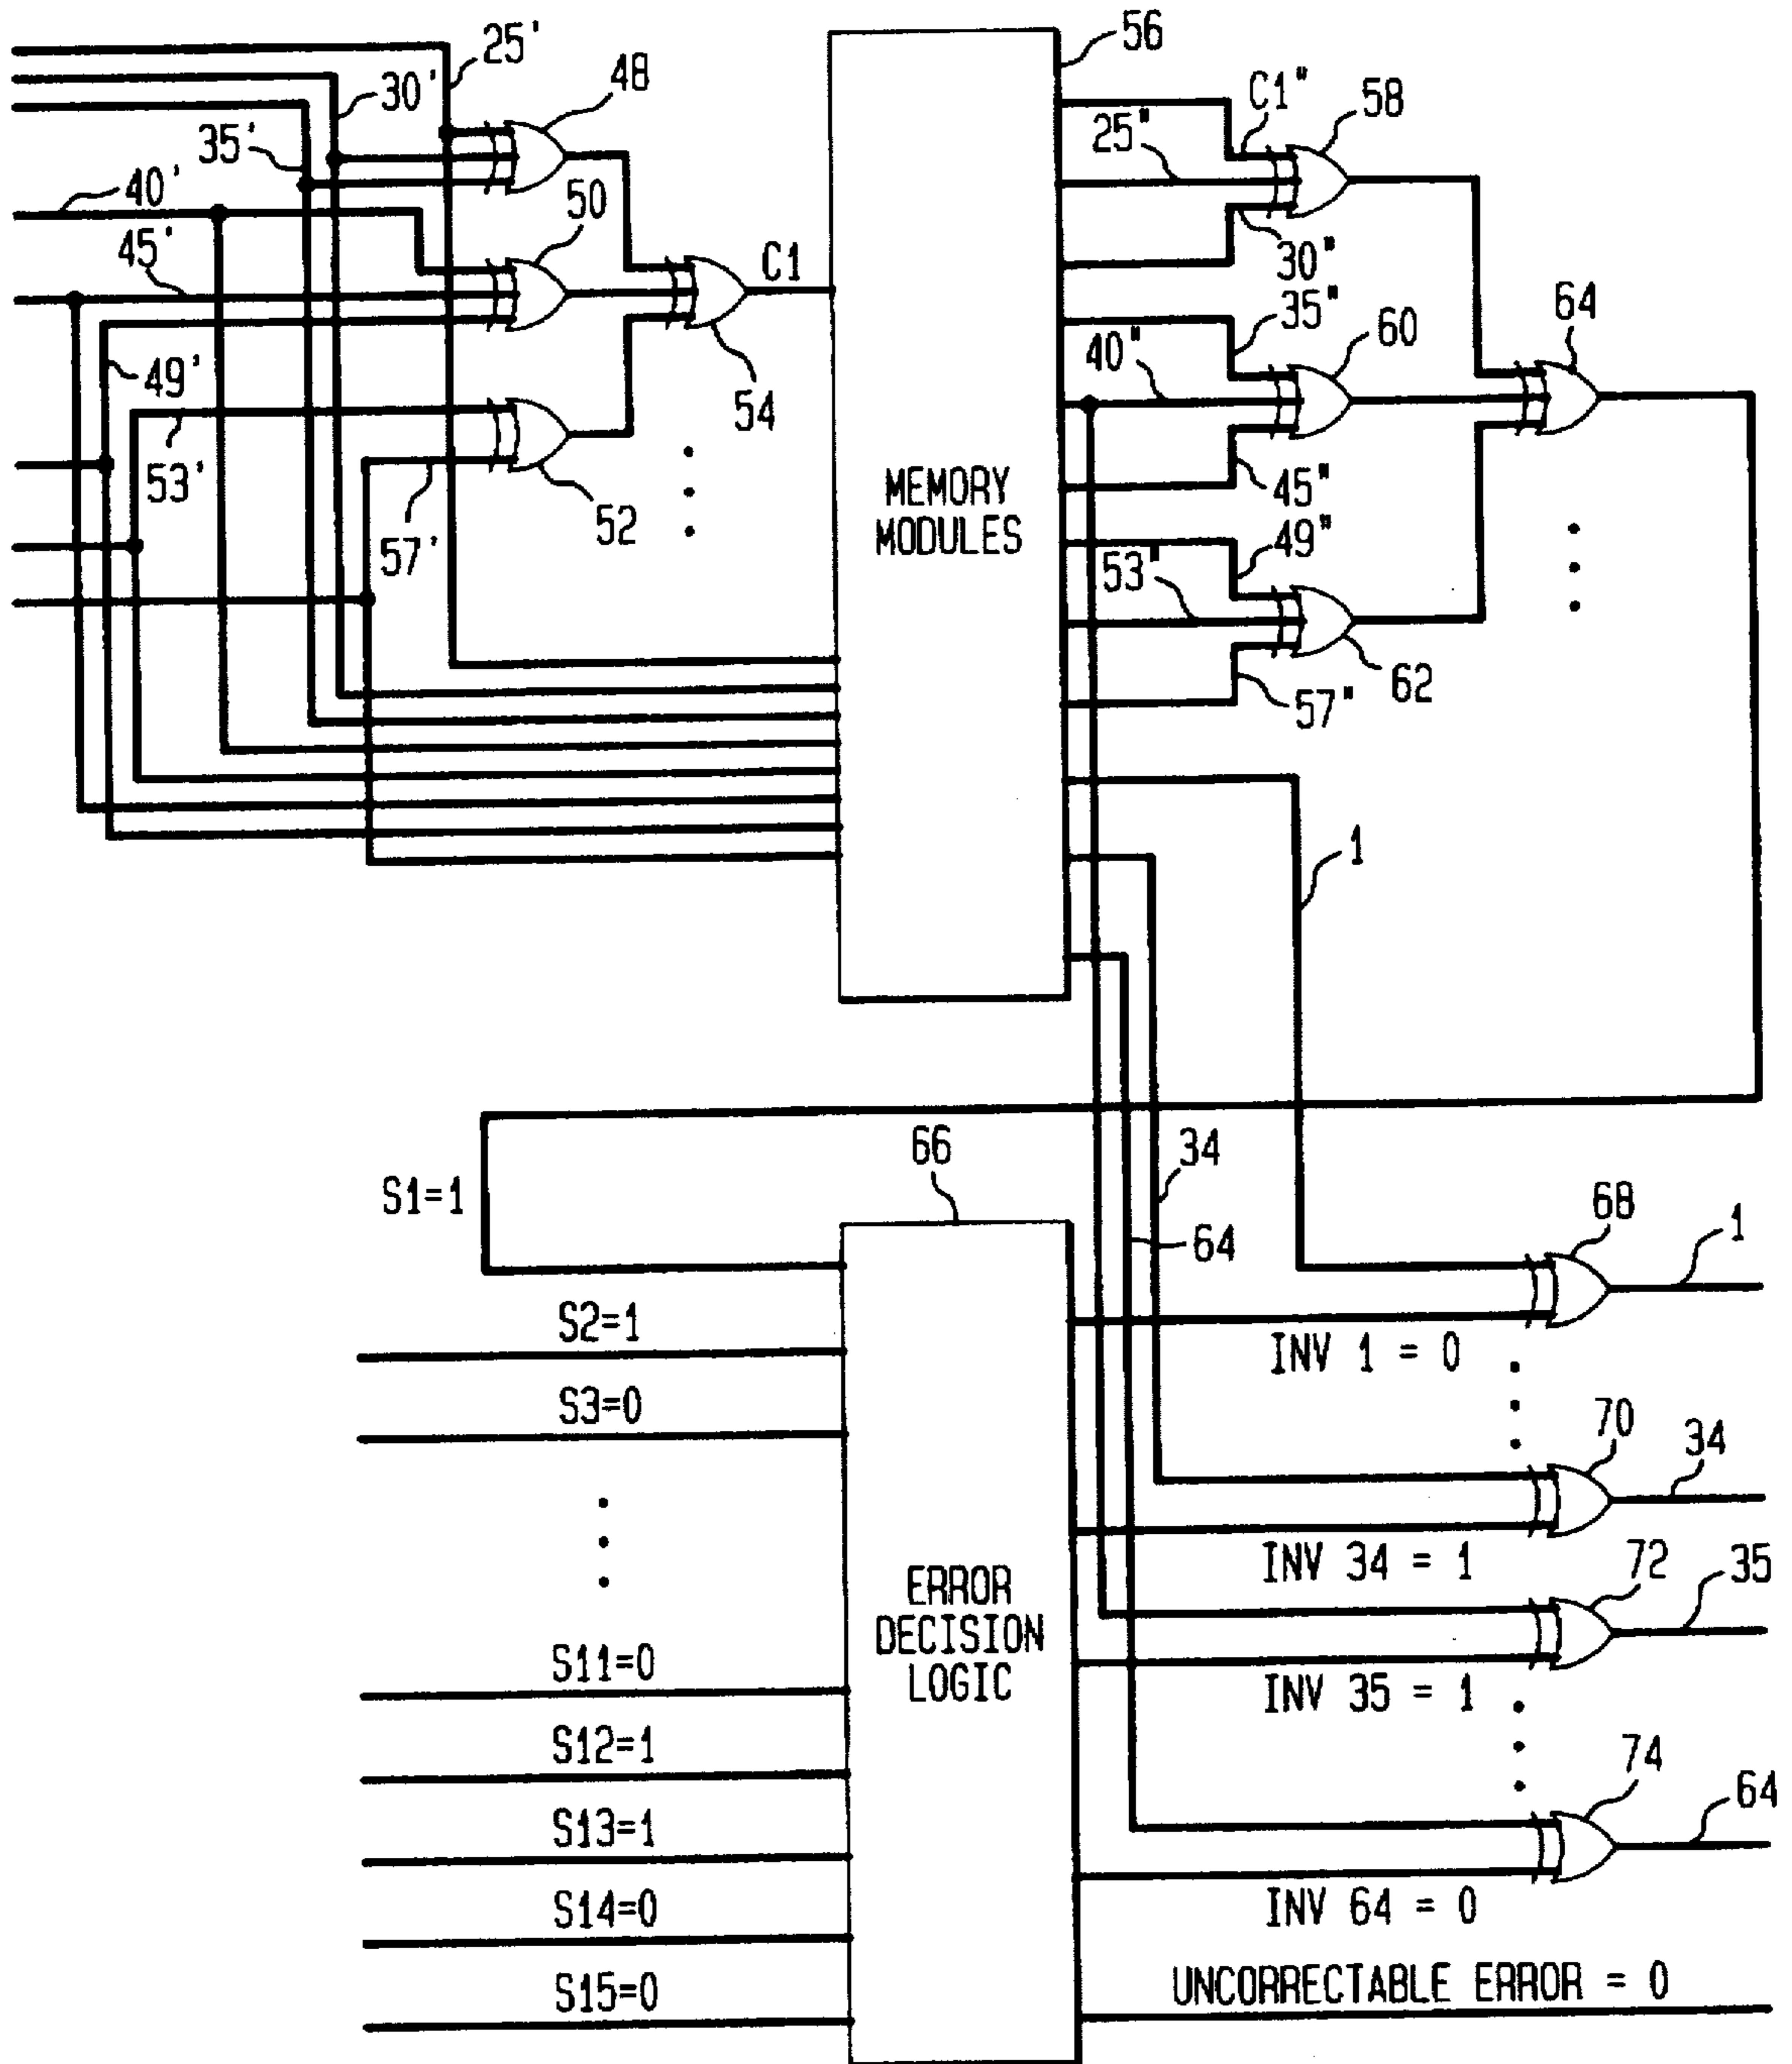 25'
56
30'
48
C1"
58
35'
25"
40'
50
30"
45'
C1
35"
64
40"
60
49'
54
53'
45"
52
MEMORY
MODULES
49"
57'
53"
62
57"
1
66
34
S1=1
68
1
64
S2=1
INV 1 = 0
S3=0
70
34
INV 34 = 1
72
35
ERROR
DECISION
LOGIC
S11=0
INV 35 = 1
S12=1
74
64
S13=1
INV 64 = 0
S14=0
UNCORRECTABLE ERROR = 0
S15=0